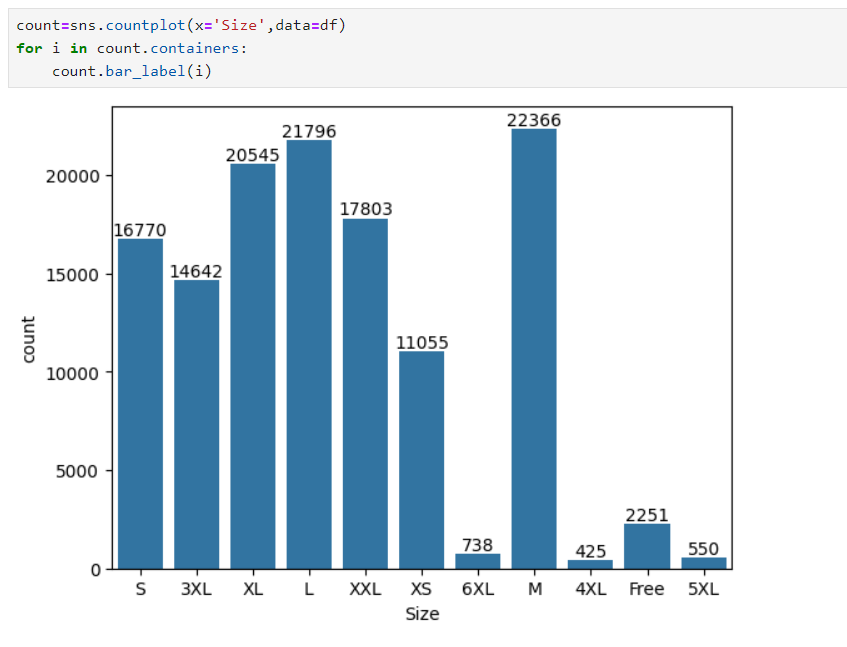 count=sns.countplot(x='Size',data=df)
for i in count.containers:
    count.bar_label(i)
22366
21796
20545
20000
17803
16770
15000
14642
11055
10000
count
5000
2251
738
425
550
0
S 3XL XL L XXL XS 6XL M 4XL Free 5XL
Size